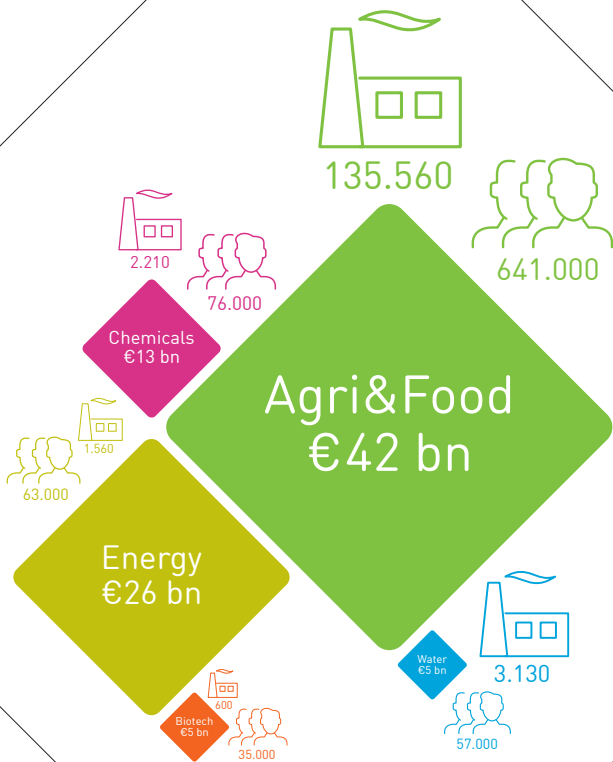 135.560
641.000
2.210
76.000
Chemicals
€13 bn
Agri&Food
€42 bn
1.560
63.000
Energy
€26 bn
3.130
Water
€5 bn
57.000
600
Biotech
€5 bn
35.000